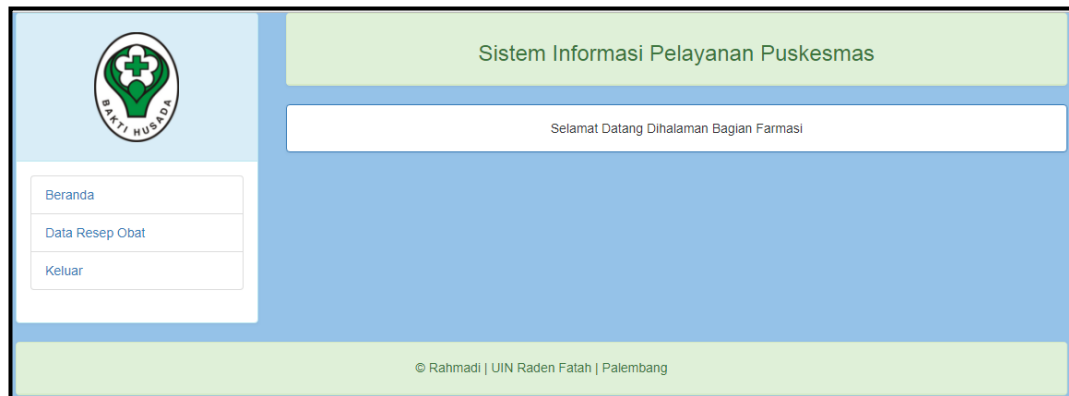 BAKTI HUSADA
Sistem Informasi Pelayanan Puskesmas
Selamat Datang Dihalaman Bagian Farmasi
Beranda
Data Resep Obat
Keluar
© Rahmadi | UIN Raden Fatah | Palembang